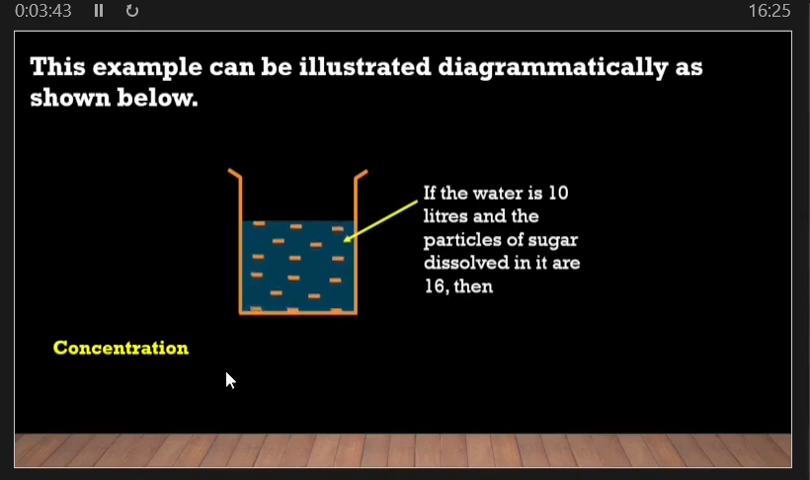 0:03:43
16:25
This example can be illustrated diagrammatically as
shown below.
If the water is 10
litres and the
particles of sugar
dissolved in it are
16, then
Concentration